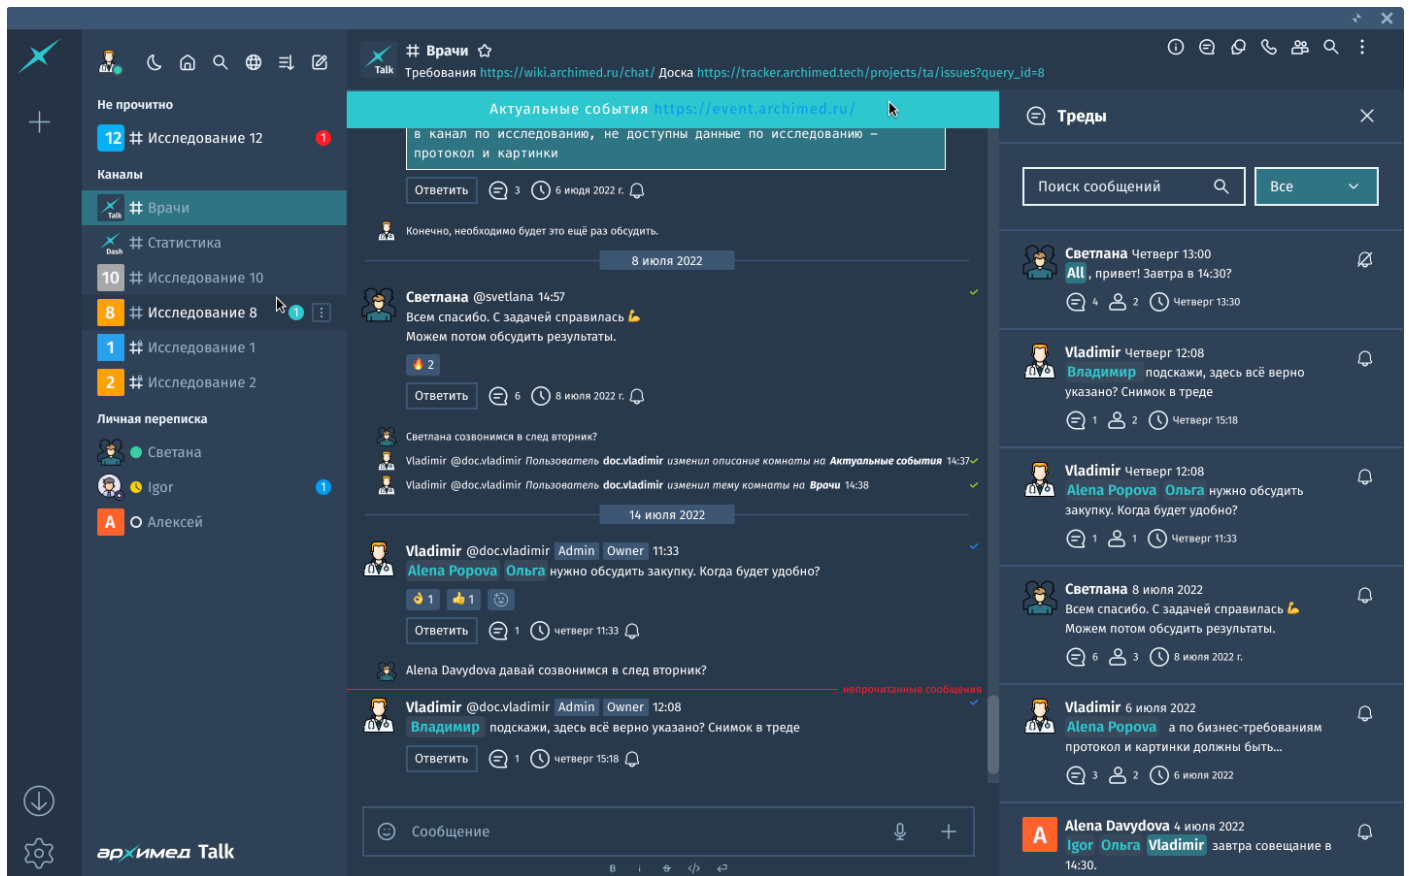 Не прочитно
12 # Исследование 12 1
Каналы
Talk # Врачи
Dash # Статистика
10 # Исследование 10
8 # Исследование 8 1
1 # Исследование 1
2 # Исследование 2
Личная переписка
Светана
Igor 1
А Алексей
архимед Talk
Talk
# Врачи
Требования https://wiki.archimed.ru/chat/ Доска https://tracker.archimed.tech/projects/ta/issues?query_id=8
Актуальные события https://event.archimed.ru/
в канал по исследованию, не доступны данные по исследованию –
протокол и картинки
Ответить 3 6 июдя 2022 г.
Конечно, необходимо будет это ещё раз обсудить.
8 июля 2022
Светлана @svetlana 14:57
Всем спасибо. С задачей справилась 💪
Можем потом обсудить результаты.
🔥 2
Ответить 6 8 июля 2022 г.
Светлана созвонимся в след вторник?
Vladimir @doc.vladimir Пользователь doc.vladimir изменил описание комнаты на Актуальные события 14:37
Vladimir @doc.vladimir Пользователь doc.vladimir изменил тему комнаты на Врачи 14:38
14 июля 2022
Vladimir @doc.vladimir Admin Owner 11:33
Alena Popova Ольга нужно обсудить закупку. Когда будет удобно?
👌 1 👍 1
Ответить 1 четверг 11:33
Alena Davydova давай созвонимся в след вторник?
непрочитанные сообщения
Vladimir @doc.vladimir Admin Owner 12:08
Владимир подскажи, здесь всё верно указано? Снимок в треде
Ответить 1 четверг 15:18
Сообщение
B i S </>
Треды
Поиск сообщений Все
Светлана Четверг 13:00
All , привет! Завтра в 14:30?
4 2 Четверг 13:30
Vladimir Четверг 12:08
Владимир подскажи, здесь всё верно
указано? Снимок в треде
1 2 Четверг 15:18
Vladimir Четверг 12:08
Alena Popova Ольга нужно обсудить
закупку. Когда будет удобно?
1 1 Четверг 11:33
Светлана 8 июля 2022
Всем спасибо. С задачей справилась 💪
Можем потом обсудить результаты.
6 3 8 июля 2022 г.
Vladimir 6 июля 2022
Alena Popova а по бизнес-требованиям
протокол и картинки должны быть...
3 2 6 июля 2022
A Alena Davydova 4 июля 2022
Igor Ольга Vladimir завтра совещание в
14:30.